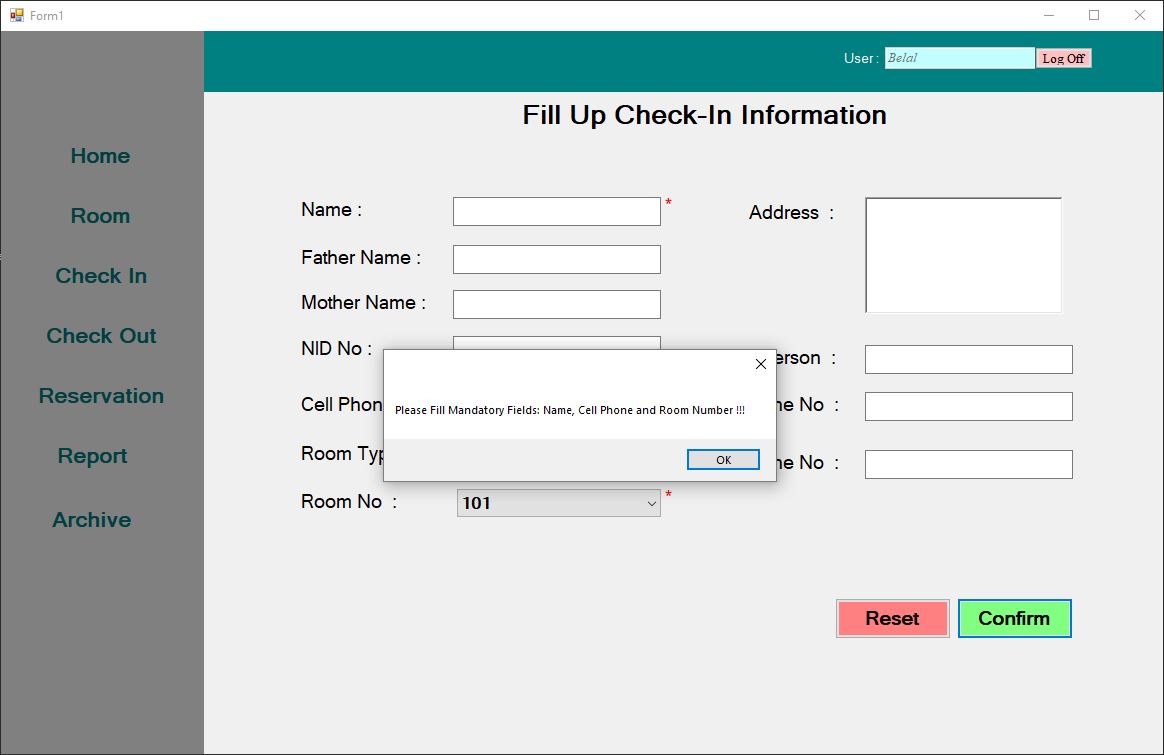 Form1
User : Belal Log Off
Fill Up Check-In Information
Home
Room
Check In
Check Out
Reservation
Report
Archive
Name : *
Father Name :
Mother Name :
NID No :
Cell Phon
Room Typ
Room No : 101 *
Address :
erson :
ne No :
ne No :
Please Fill Mandatory Fields: Name, Cell Phone and Room Number !!!
OK
Reset Confirm